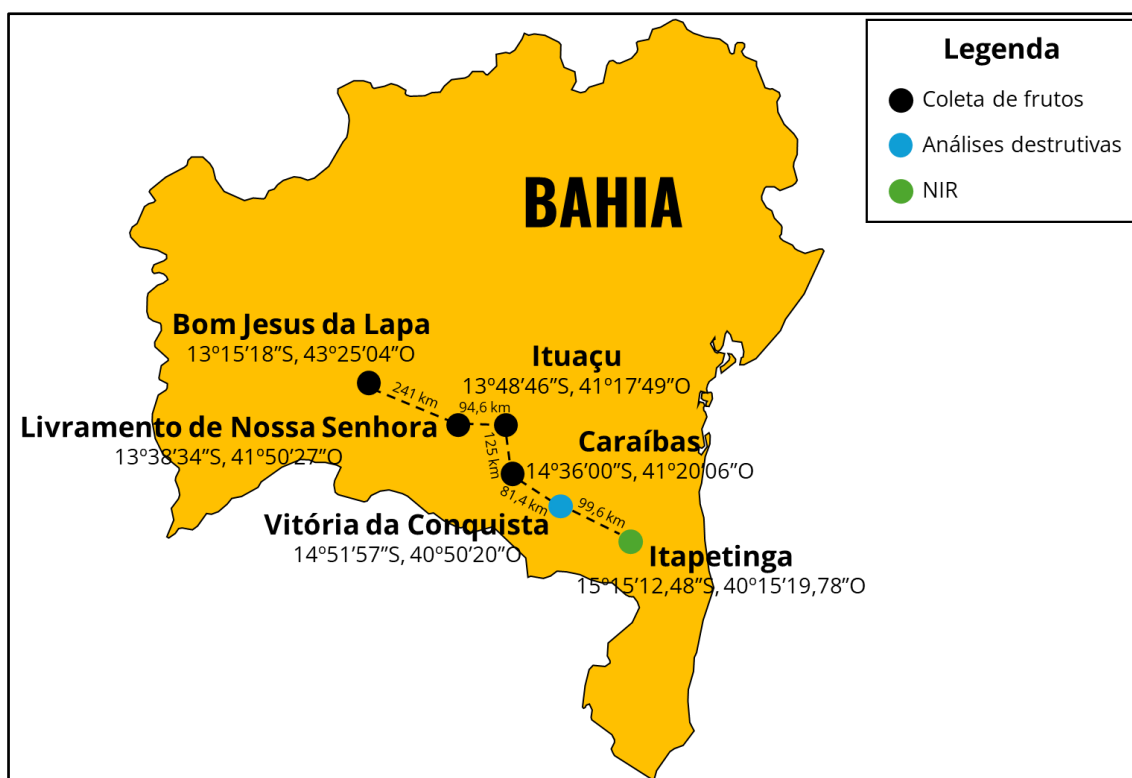 Legenda
Coleta de frutos
Análises destrutivas
NIR
BAHIA
Bom Jesus da Lapa
13º15’18”S, 43º25’04”O
Ituaçu
13º48’46”S, 41º17’49”O
241 km
94,6 km
Livramento de Nossa Senhora
13º38’34”S, 41º50’27”O
125 km
Caraíbas
14º36’00”S, 41º20’06”O
81,4 km
99,6 km
Vitória da Conquista
14º51’57”S, 40º50’20”O
Itapetinga
15º15’12,48”S, 40º15’19,78”O